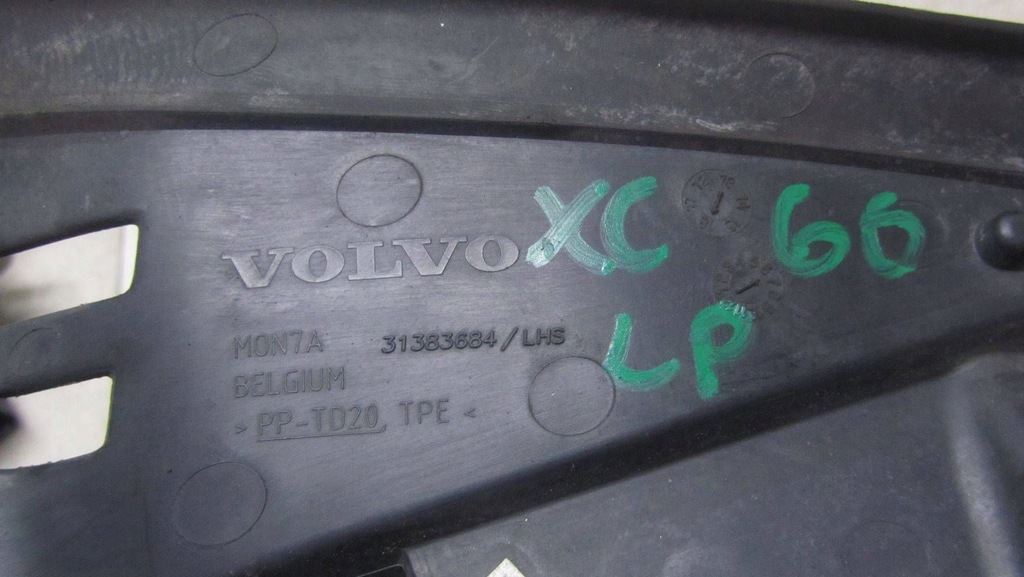 VOLVO XC 60
MON7A 31383684/LHS LP
BELGIUM
>PP-TD20, TPE<